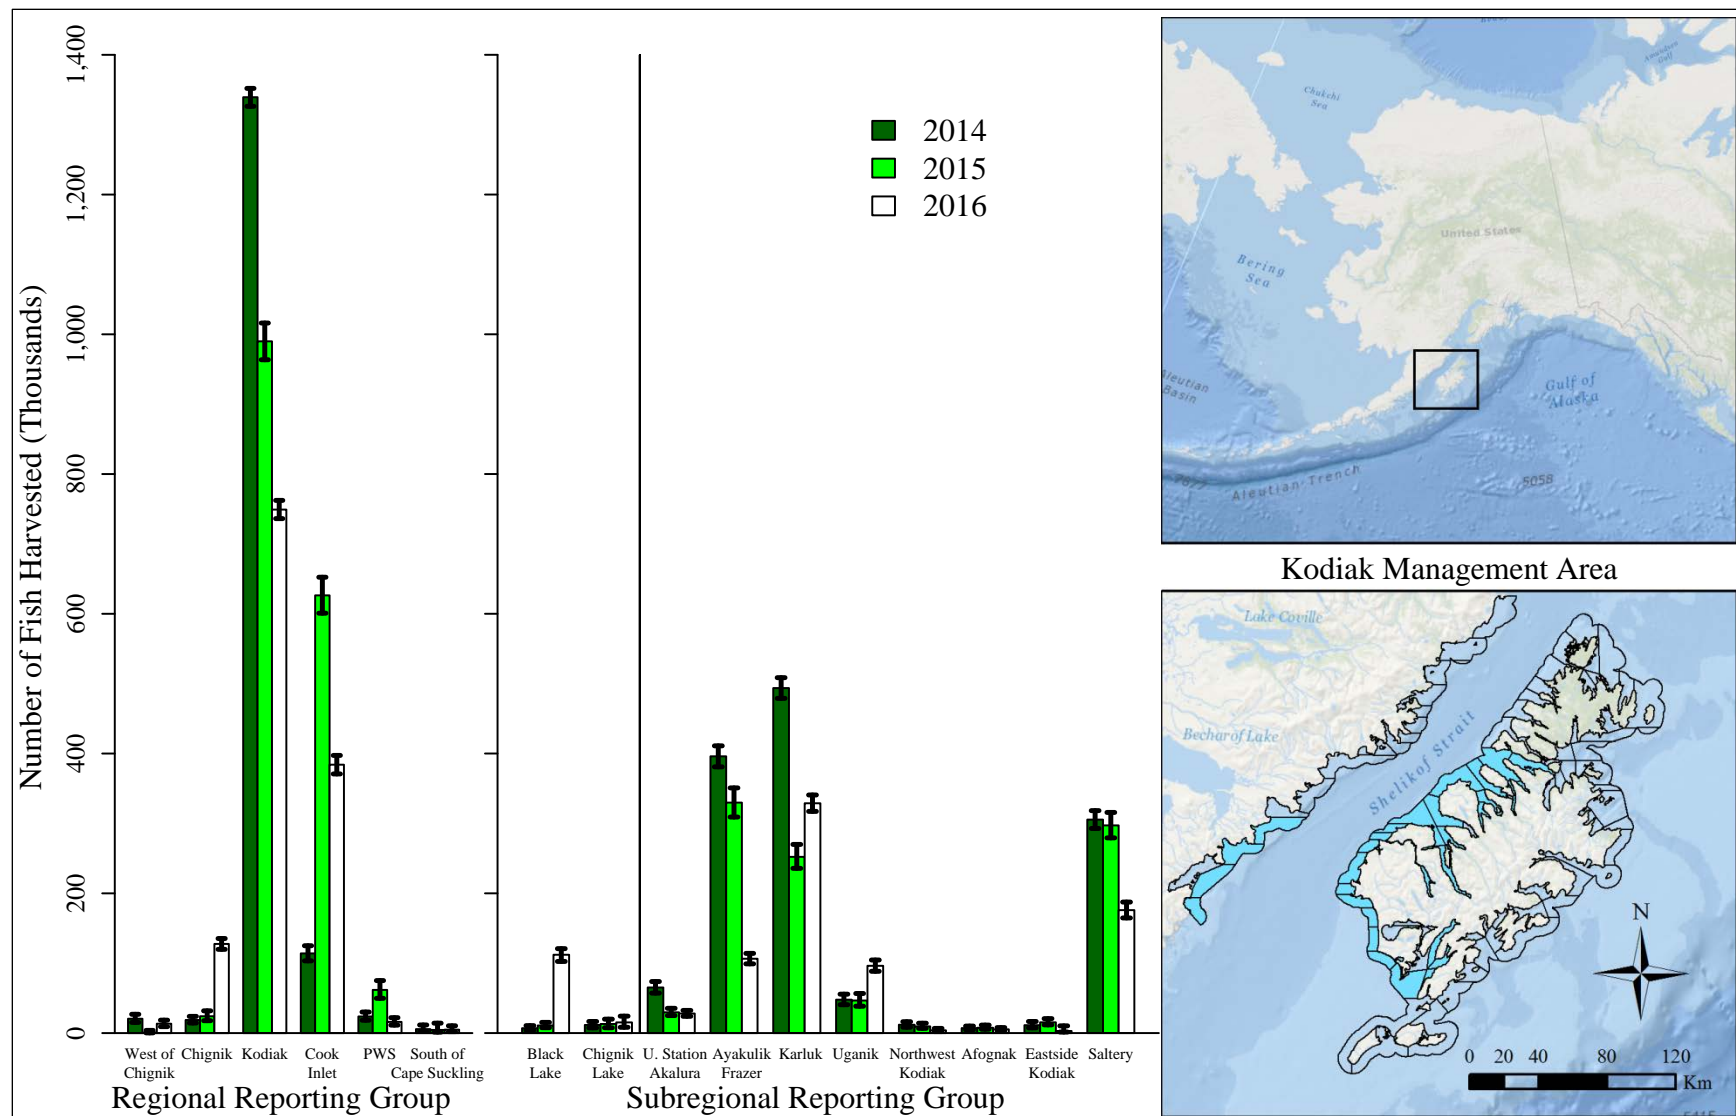 Number of Fish Harvested (Thousands)
1,400
1,200
1,000
800
600
400
200
0
2014
2015
2016
West of
Chignik
Chignik
Kodiak
Cook
Inlet
PWS
South of
Cape Suckling
Regional Reporting Group
Black
Lake
Chignik
Lake
U. Station
Akalura
Ayakulik
Frazer
Karluk
Uganik
Northwest
Kodiak
Afognak
Eastside
Kodiak
Saltery
Subregional Reporting Group
Chukchi
Sea
United States
Bering
Sea
Aleutian
Basin
Gulf of
Alaska
7677
Aleutian Trench
5058
Kodiak Management Area
Lake Coville
Becharof Lake
Shelikof Strait
N
0 20 40 80 120
Km